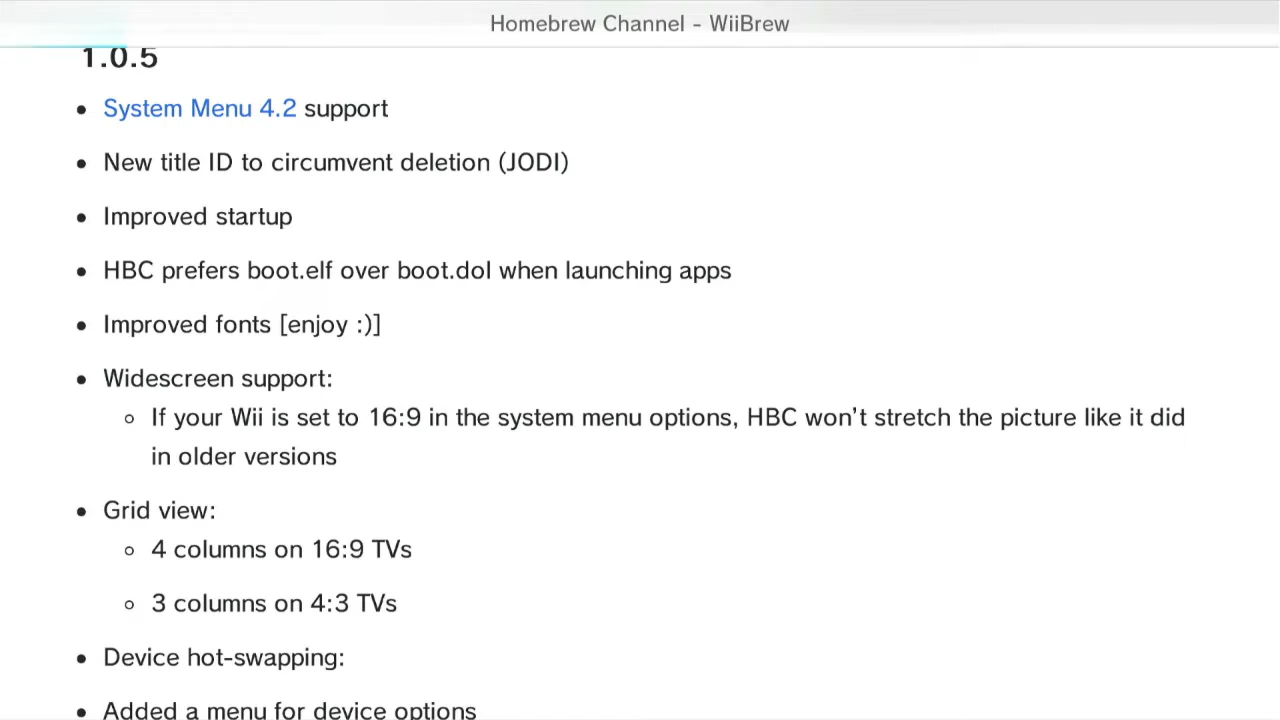 Homebrew Channel - WiiBrew
1.0.5
• System Menu 4.2 support
• New title ID to circumvent deletion (JODI)
• Improved startup
• HBC prefers boot.elf over boot.dol when launching apps
• Improved fonts [enjoy :)]
• Widescreen support:
◦ If your Wii is set to 16:9 in the system menu options, HBC won't stretch the picture like it did
in older versions
• Grid view:
◦ 4 columns on 16:9 TVs
◦ 3 columns on 4:3 TVs
• Device hot-swapping:
• Added a menu for device options